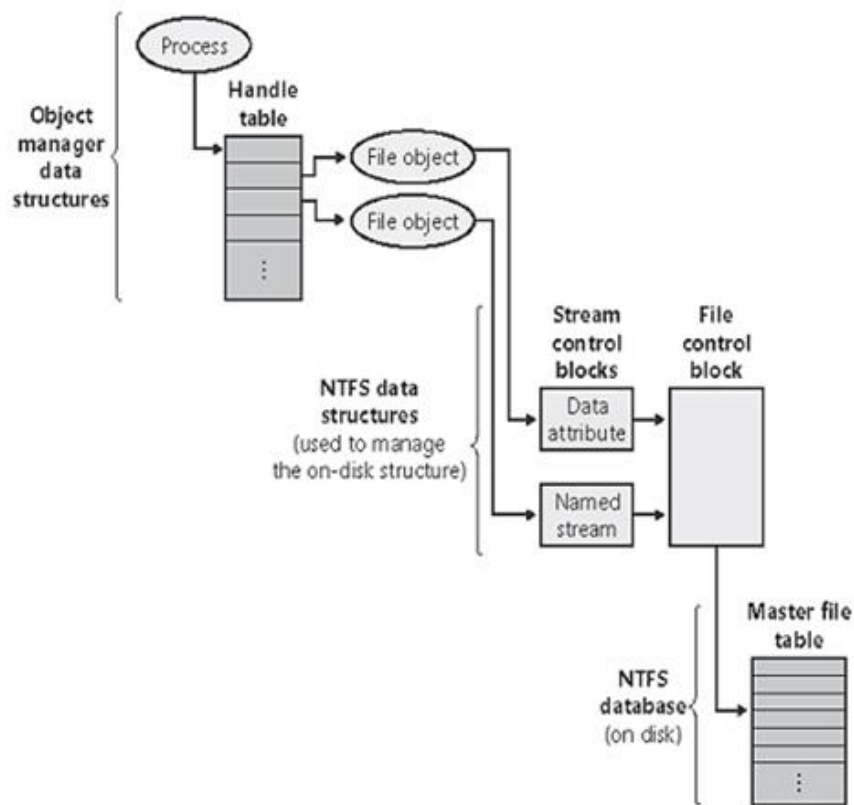 Process
Handle
table
Object
manager
data
structures
File object
File object
⋮
Stream
control
blocks
File
control
block
NTFS data
structures
(used to manage
the on-disk structure)
Data
attribute
Named
stream
Master file
table
NTFS
database
(on disk)
⋮